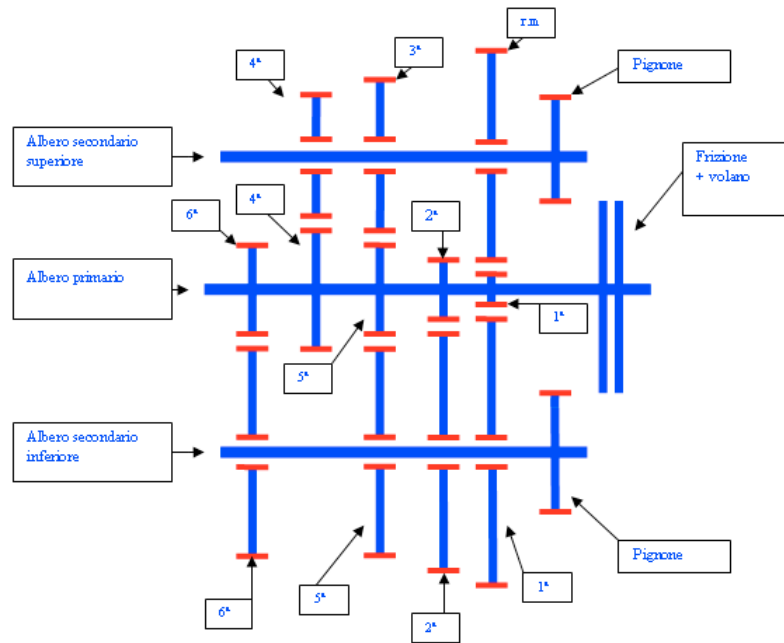 r.m
3ª
4ª
Pignone
Albero secondario
superiore
Frizione
+ volano
4ª
6ª
2ª
Albero primario
1ª
5ª
Albero secondario
inferiore
Pignone
5ª
1ª
6ª
2ª